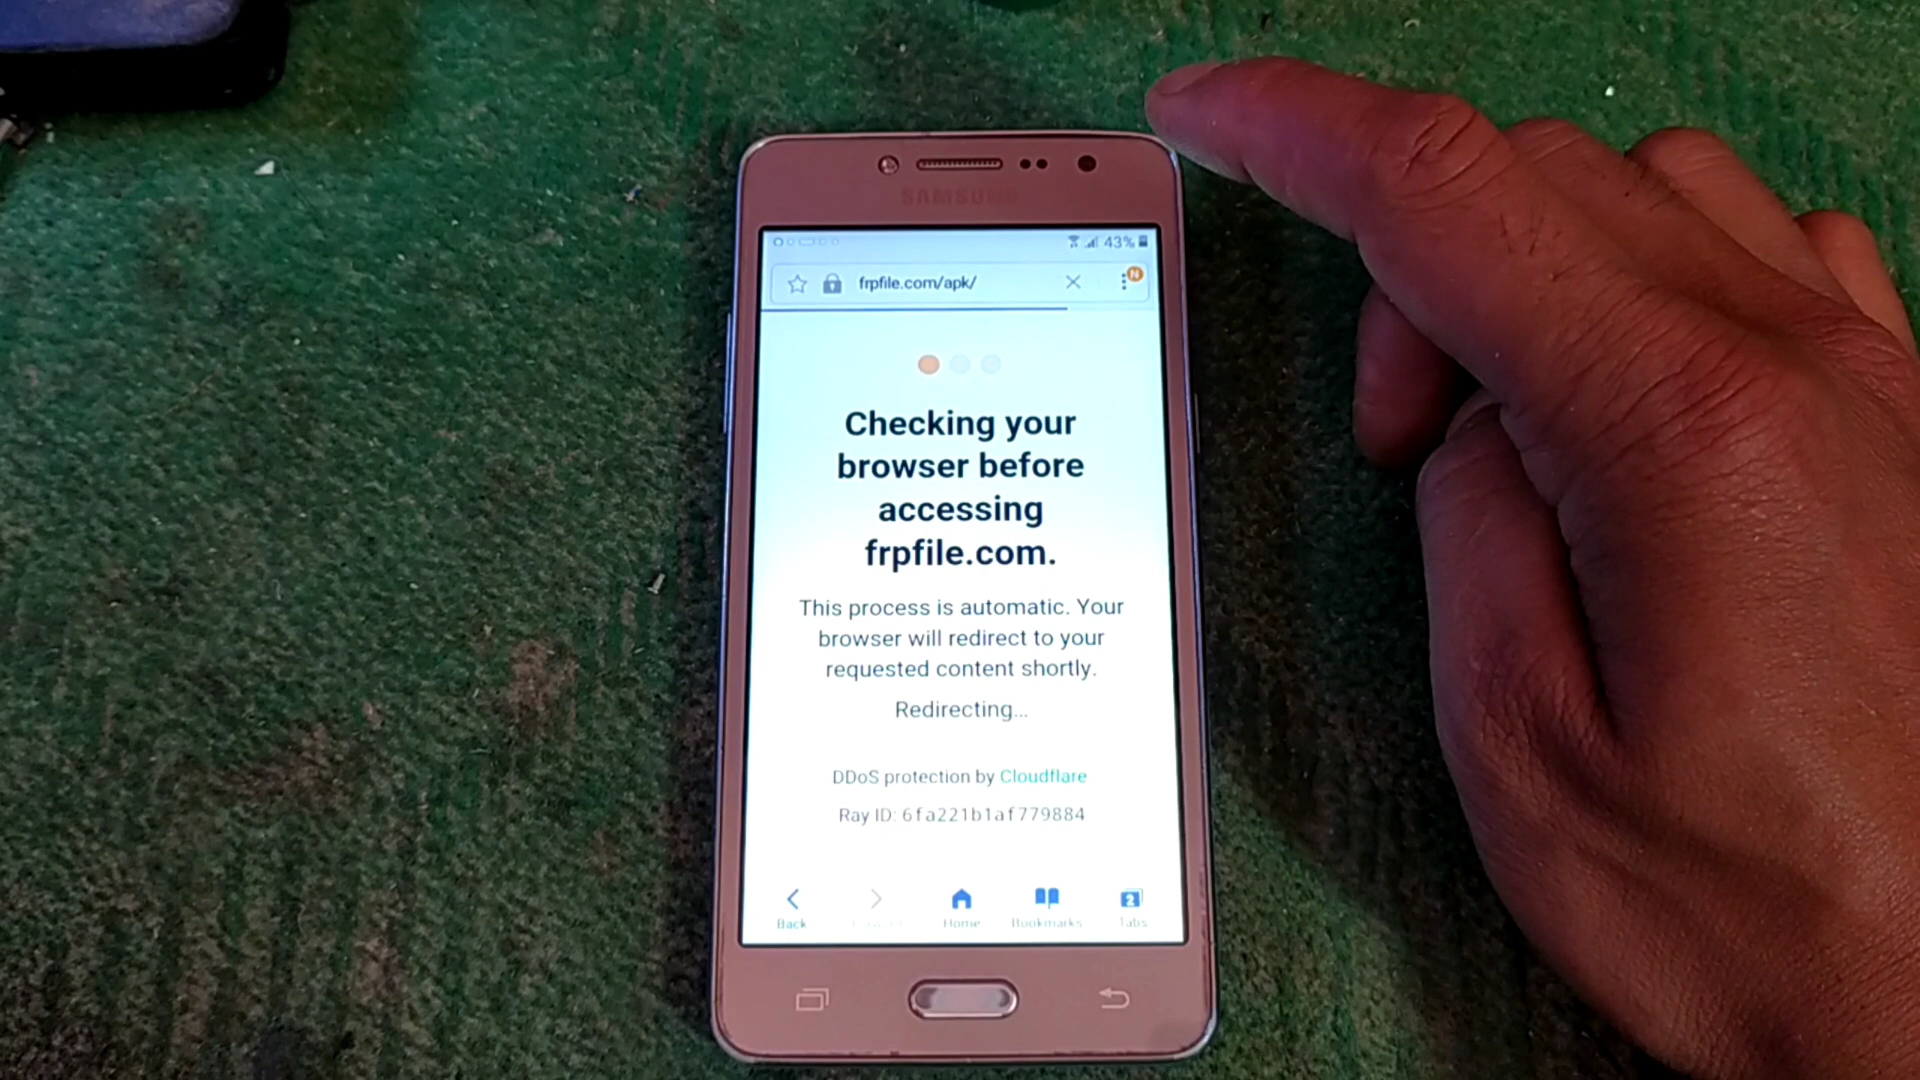 SAMSUNG
43%
frpfile.com/apk/
N
Checking your
browser before
accessing
frpfile.com.
This process is automatic. Your
browser will redirect to your
requested content shortly.
Redirecting...
DDoS protection by Cloudflare
Ray ID: 6fa221b1af779884
2
Back Home Bookmarks Tabs